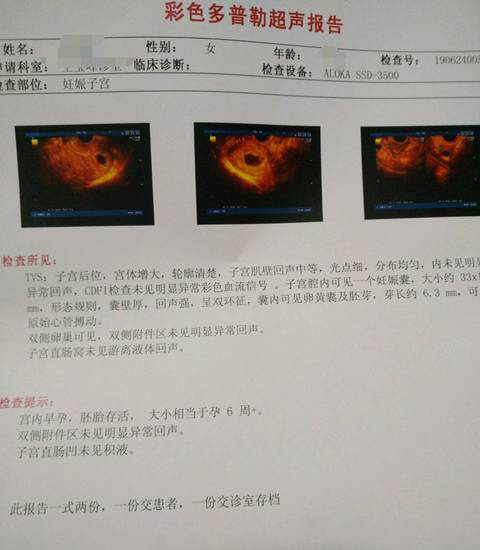 彩色多普勒超声报告
姓名: 性别: 女 年龄: 检查号: 190624005
申请科室: 临床诊断: 检查设备: ALOKA SSD-3500
检查部位: 妊娠子宫
检查所见:
TVS: 子宫后位, 宫体增大, 轮廓清楚, 子宫肌壁回声中等, 光点细, 分布均匀, 内未见明显
异常回声, CDFI检查未见明显异常彩色血流信号 。子宫腔内可见一个妊娠囊, 大小约 33x
mm, 形态规则, 囊壁厚, 回声强, 呈双环征, 囊内可见卵黄囊及胚芽, 芽长约 6.3 mm, 可
原始心管搏动。
双侧卵巢可见, 双侧附件区未见明显异常回声。
子宫直肠窝未见游离液体回声。
检查提示:
宫内早孕, 胚胎存活, 大小相当于孕 6 周+。
双侧附件区未见明显异常回声。
子宫直肠凹未见积液。
此报告一式两份, 一份交患者, 一份交诊室存档